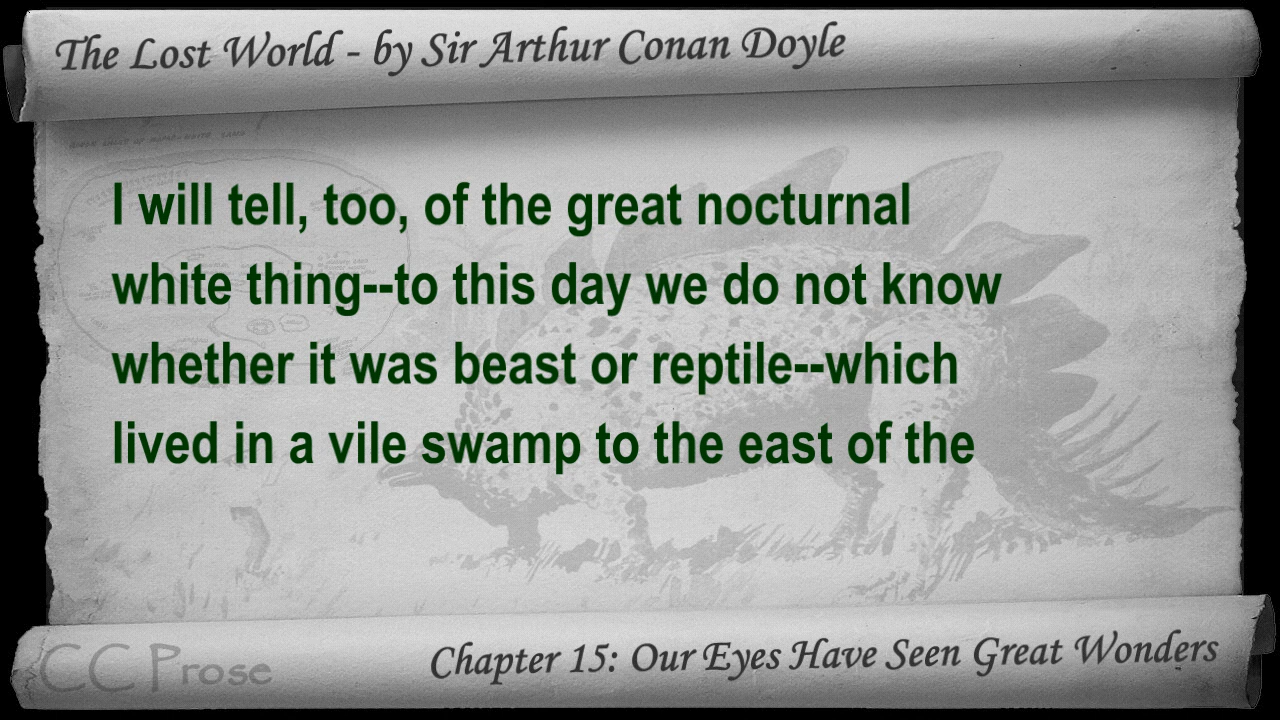 The Lost World - by Sir Arthur Conan Doyle
I will tell, too, of the great nocturnal
white thing--to this day we do not know
whether it was beast or reptile--which
lived in a vile swamp to the east of the
CC Prose
Chapter 15: Our Eyes Have Seen Great Wonders